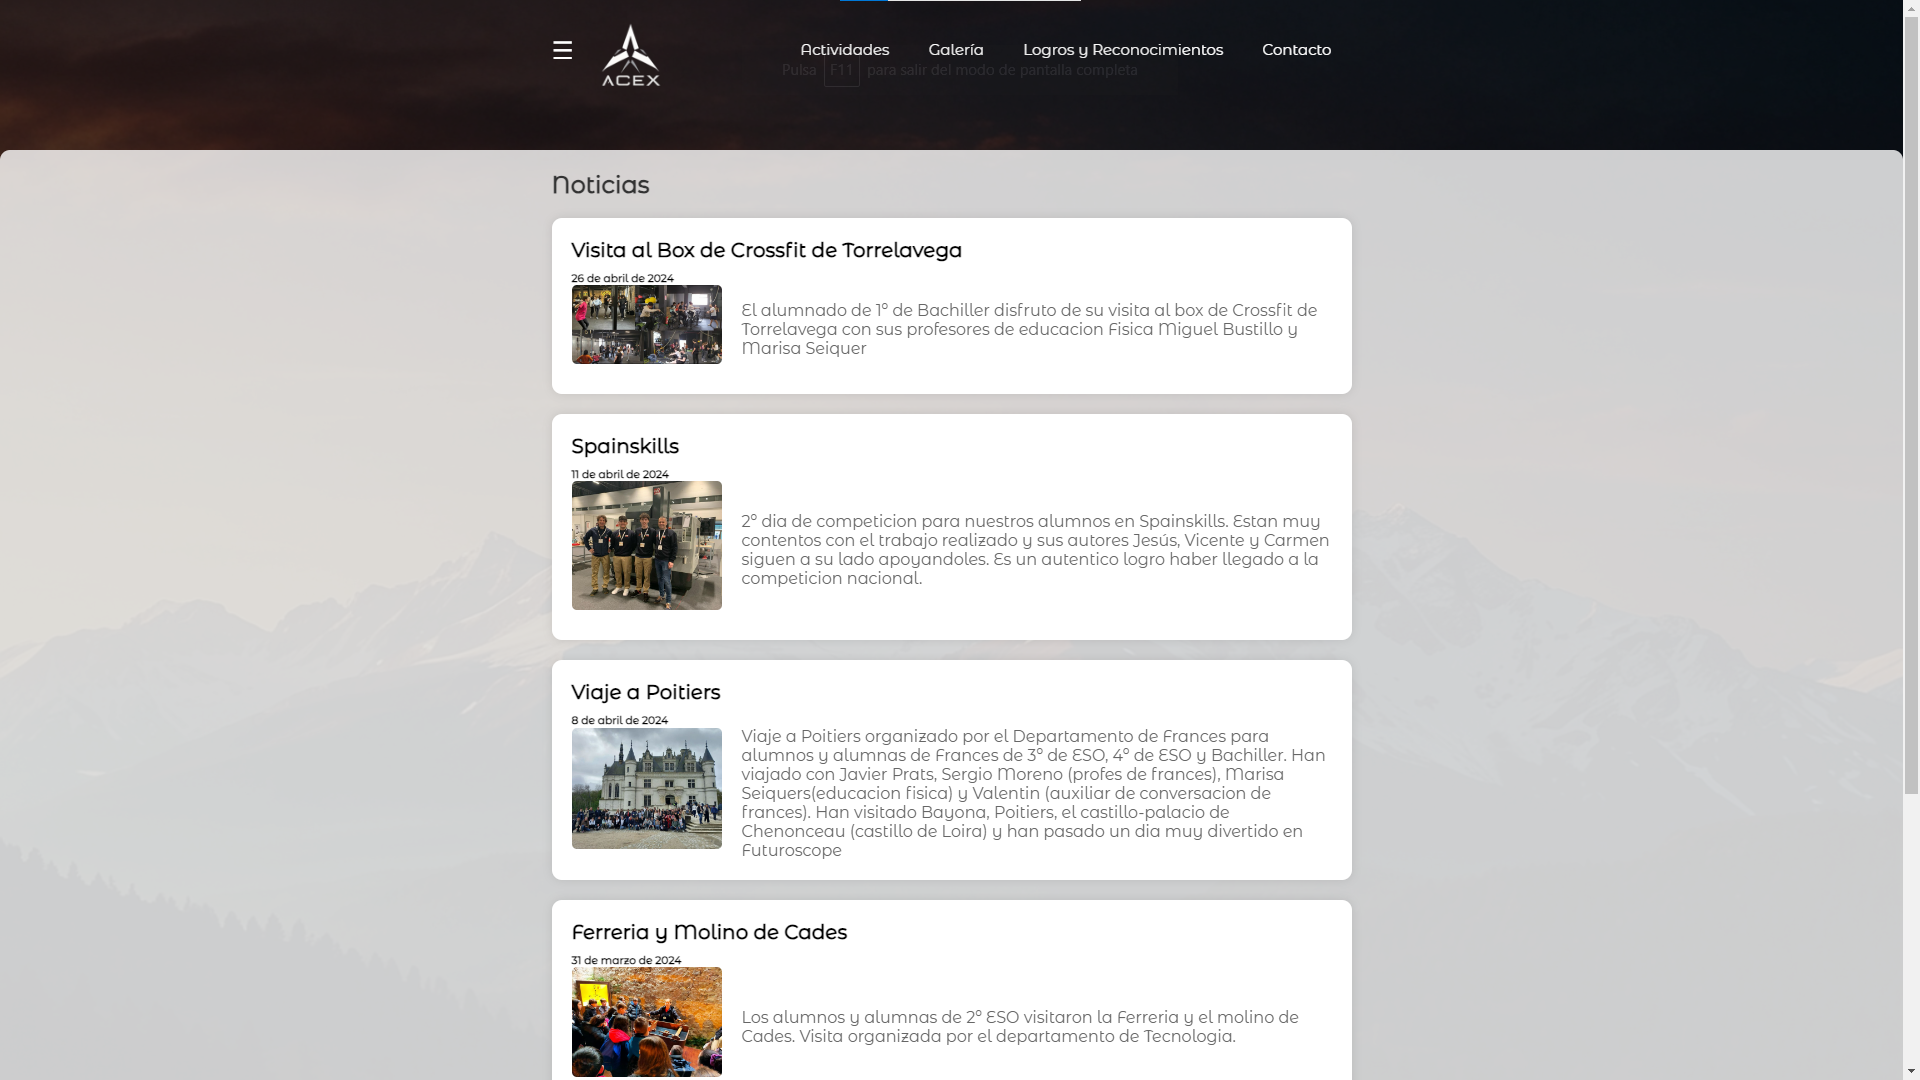 ☰
ACEX
Actividades
Galería
Logros y Reconocimientos
Contacto
Pulsa F11 para salir del modo de pantalla completa
Noticias
Visita al Box de Crossfit de Torrelavega
26 de abril de 2024
El alumnado de 1º de Bachiller disfruto de su visita al box de Crossfit de
Torrelavega con sus profesores de educacion Fisica Miguel Bustillo y
Marisa Seiquer
Spainskills
11 de abril de 2024
2º dia de competicion para nuestros alumnos en Spainskills. Estan muy
contentos con el trabajo realizado y sus autores Jesús, Vicente y Carmen
siguen a su lado apoyandoles. Es un autentico logro haber llegado a la
competicion nacional.
Viaje a Poitiers
8 de abril de 2024
Viaje a Poitiers organizado por el Departamento de Frances para
alumnos y alumnas de Frances de 3º de ESO, 4º de ESO y Bachiller. Han
viajado con Javier Prats, Sergio Moreno (profes de frances), Marisa
Seiquers(educacion fisica) y Valentin (auxiliar de conversacion de
frances). Han visitado Bayona, Poitiers, el castillo-palacio de
Chenonceau (castillo de Loira) y han pasado un dia muy divertido en
Futuroscope
Ferreria y Molino de Cades
31 de marzo de 2024
Los alumnos y alumnas de 2º ESO visitaron la Ferreria y el molino de
Cades. Visita organizada por el departamento de Tecnologia.